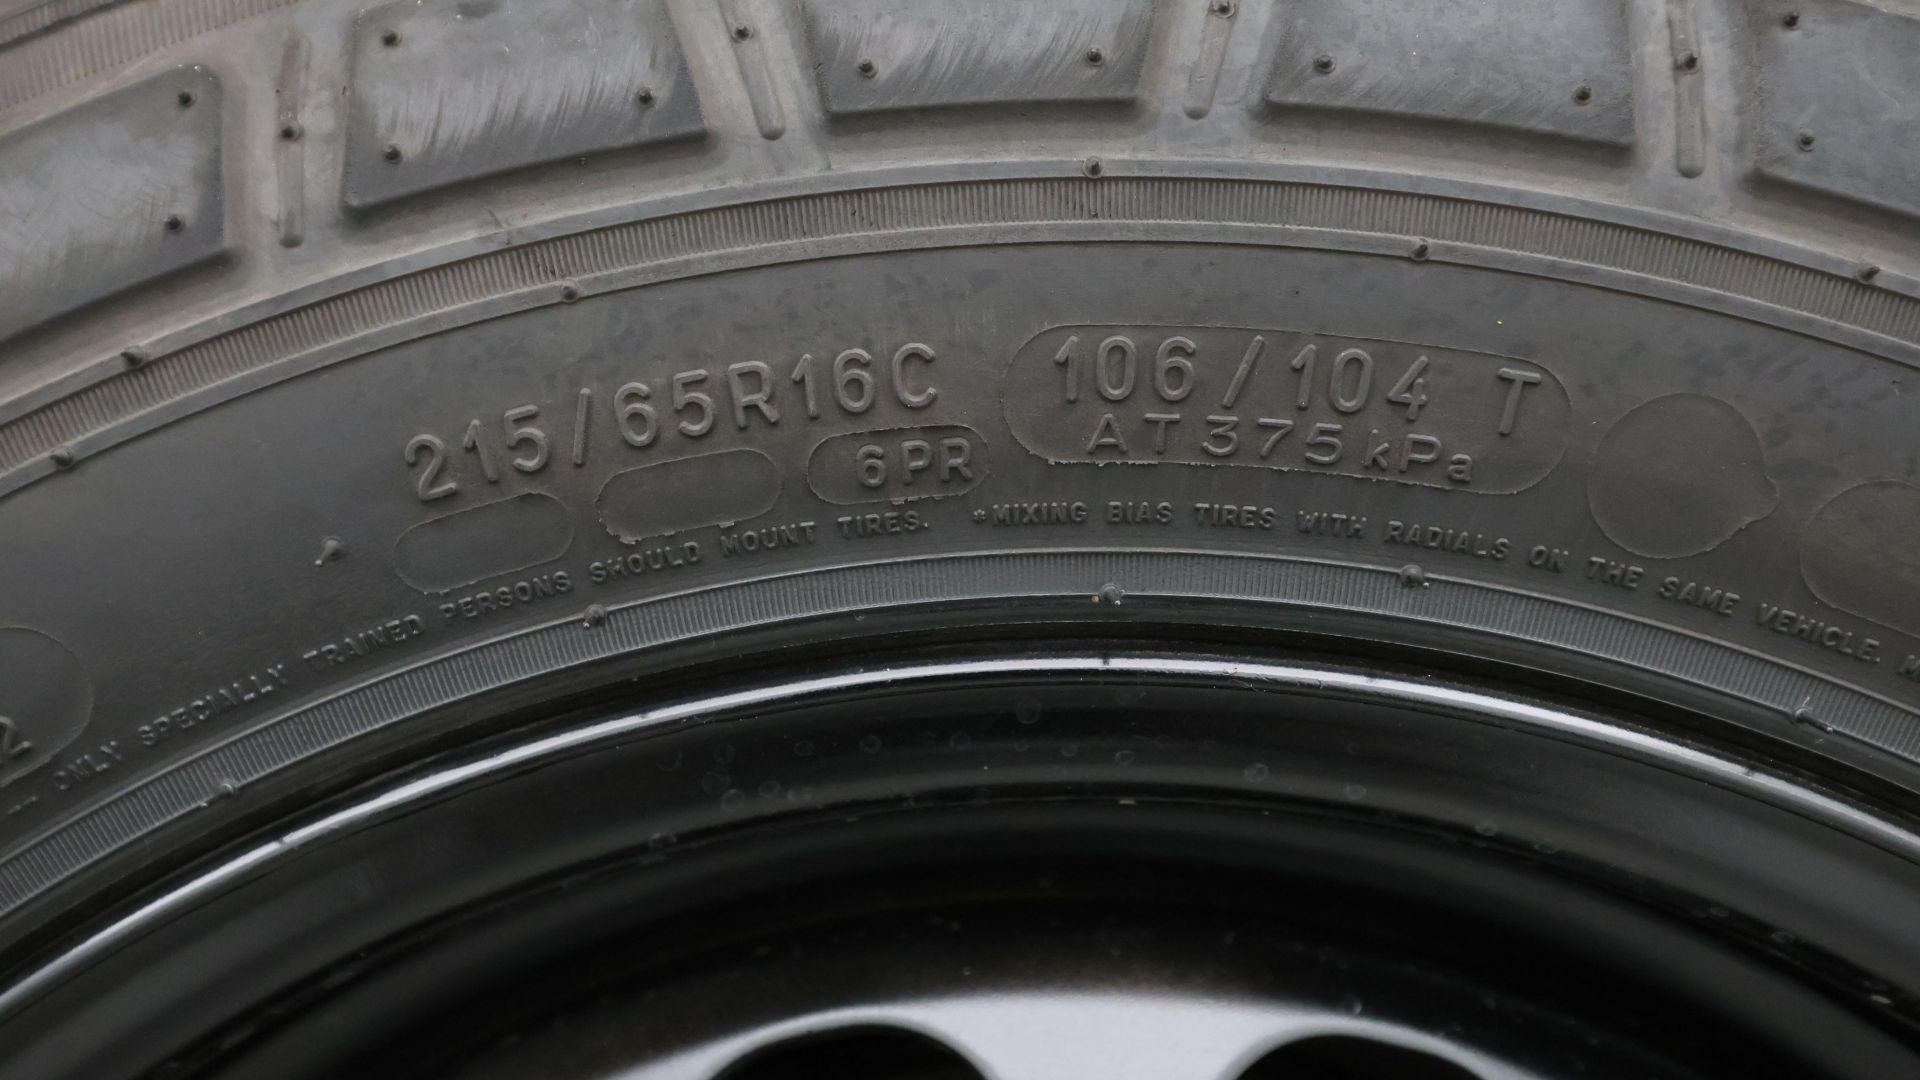 215/65R16C
106/104 T
AT 375 kPa
6PR
ONLY SPECIALLY TRAINED PERSONS SHOULD MOUNT TIRES. *MIXING BIAS TIRES WITH RADIALS ON THE SAME VEHICLE.